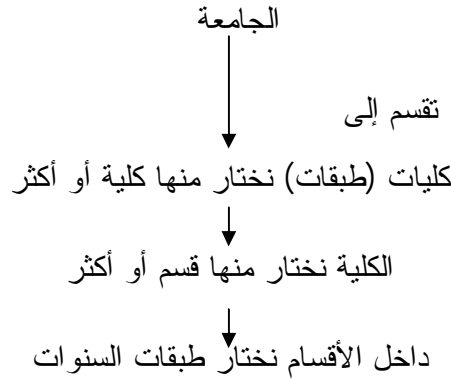 الجامعة
تقسم إلى
كليات (طبقات) نختار منها كلية أو أكثر
الكلية نختار منها قسم أو أكثر
داخل الأقسام نختار طبقات السنوات